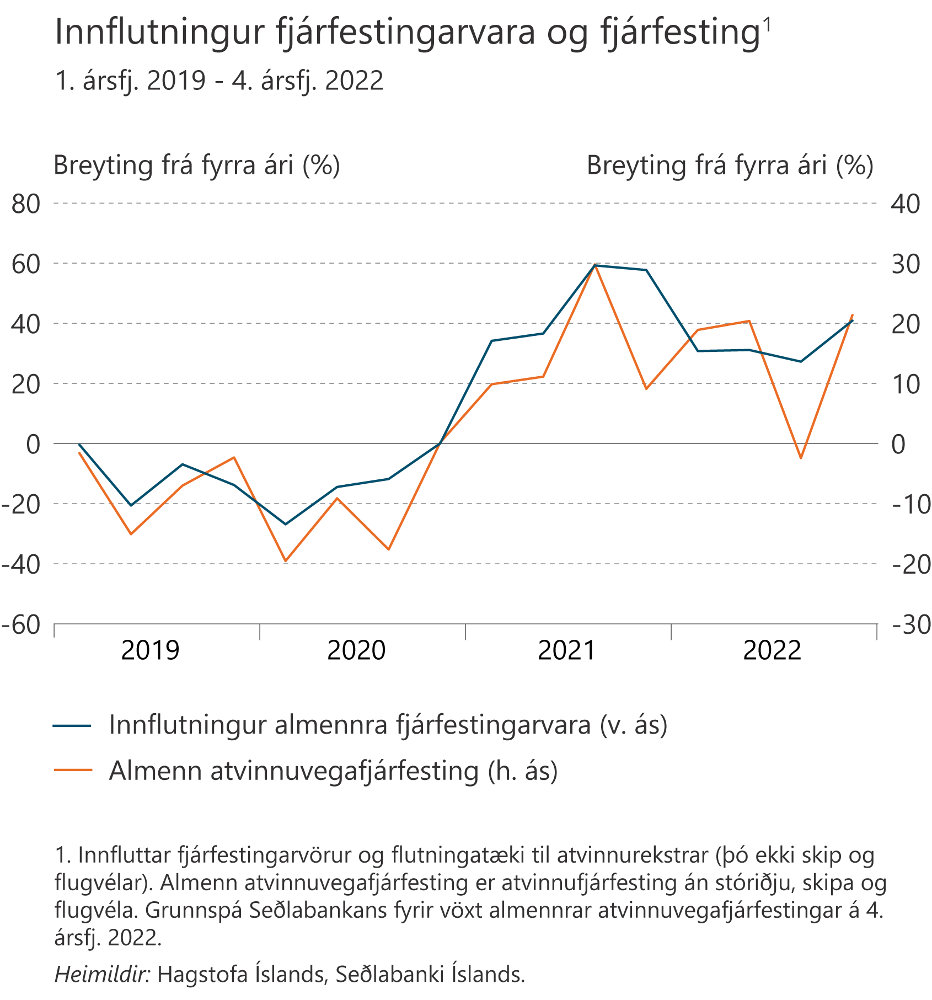 Innflutningur fjárfestingarvara og fjárfesting¹
1. ársfj. 2019 - 4. ársfj. 2022
Breyting frá fyrra ári (%) Breyting frá fyrra ári (%)
80 40
60 30
40 20
20 10
0 0
-20 -10
-40 -20
-60 -30
2019 2020 2021 2022
Innflutningur almennra fjárfestingarvara (v. ás)
Almenn atvinnuvegafjárfesting (h. ás)
1. Innfluttar fjárfestingarvörur og flutningatæki til atvinnurekstrar (þó ekki skip og
flugvélar). Almenn atvinnuvegafjárfesting er atvinnufjárfesting án stóriðju, skipa og
flugvéla. Grunnspá Seðlabankans fyrir vöxt almennrar atvinnuvegafjárfestingar á 4.
ársfj. 2022.
Heimildir: Hagstofa Íslands, Seðlabanki Íslands.